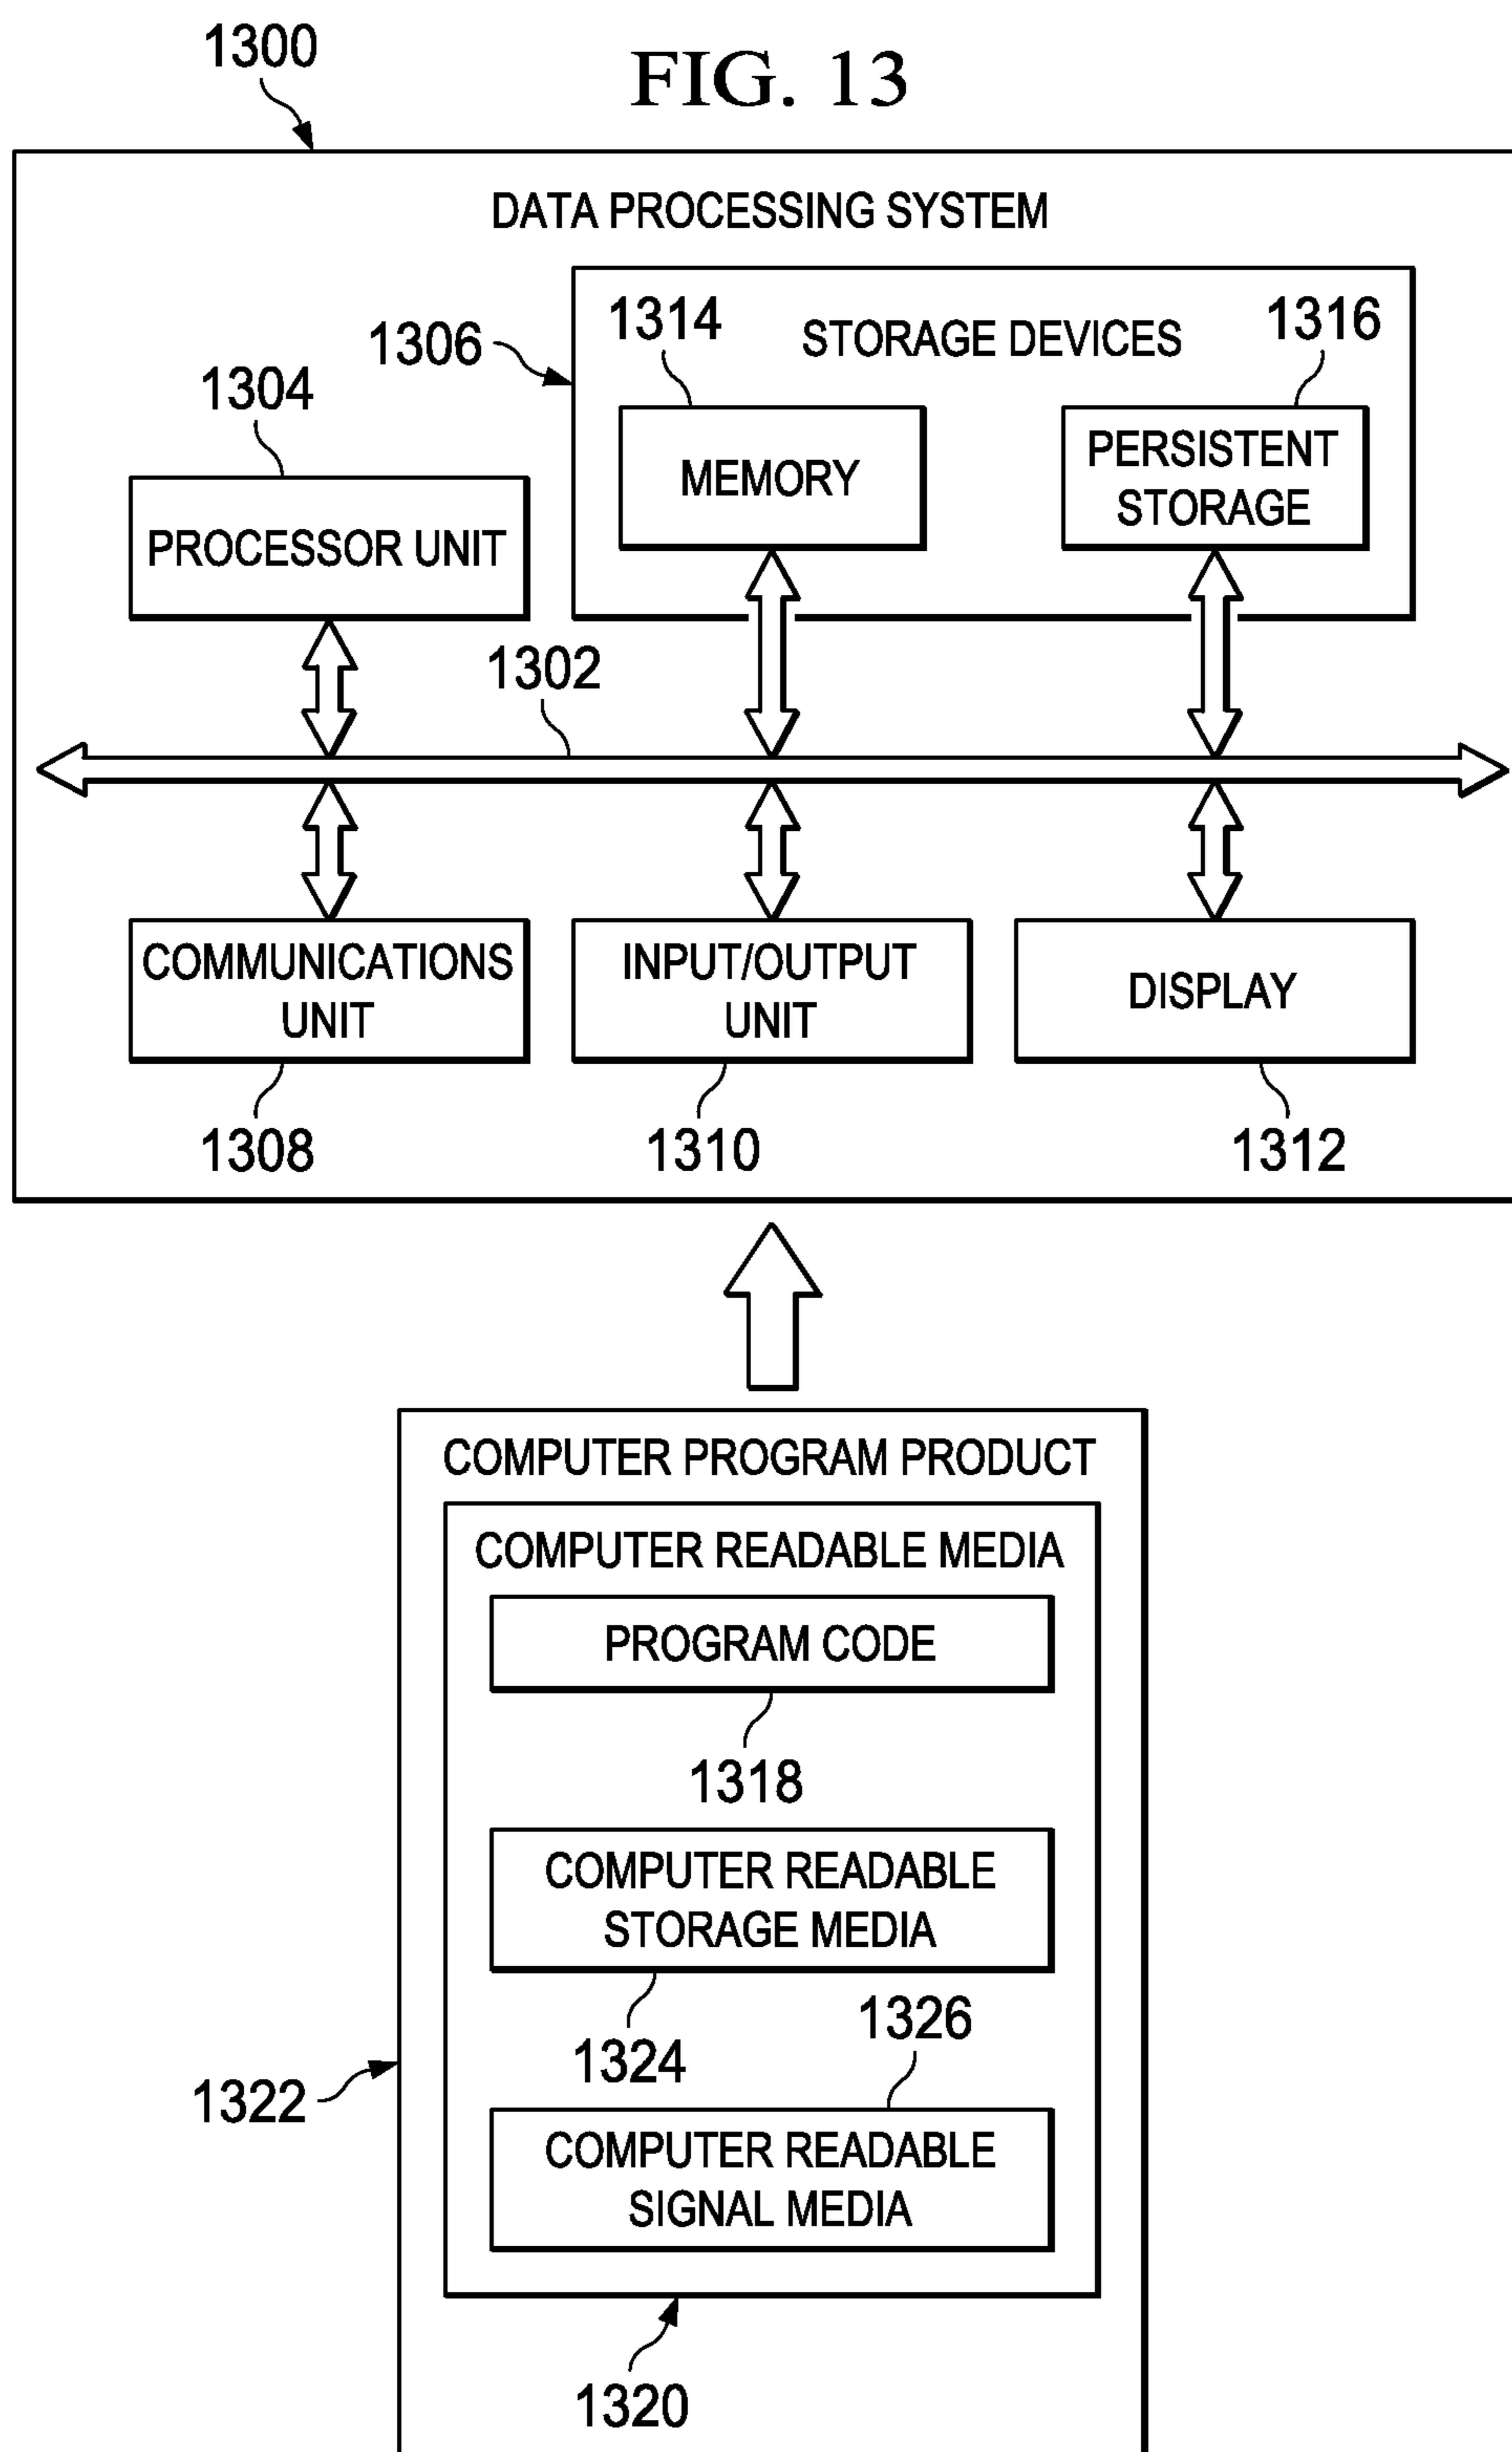 1300
FIG. 13
DATA PROCESSING SYSTEM
1306
1314
STORAGE DEVICES
1316
1304
MEMORY
PERSISTENT
STORAGE
PROCESSOR UNIT
1302
COMMUNICATIONS
UNIT
INPUT/OUTPUT
UNIT
DISPLAY
1308
1310
1312
COMPUTER PROGRAM PRODUCT
COMPUTER READABLE MEDIA
PROGRAM CODE
1318
COMPUTER READABLE
STORAGE MEDIA
1324
1326
1322
COMPUTER READABLE
SIGNAL MEDIA
1320